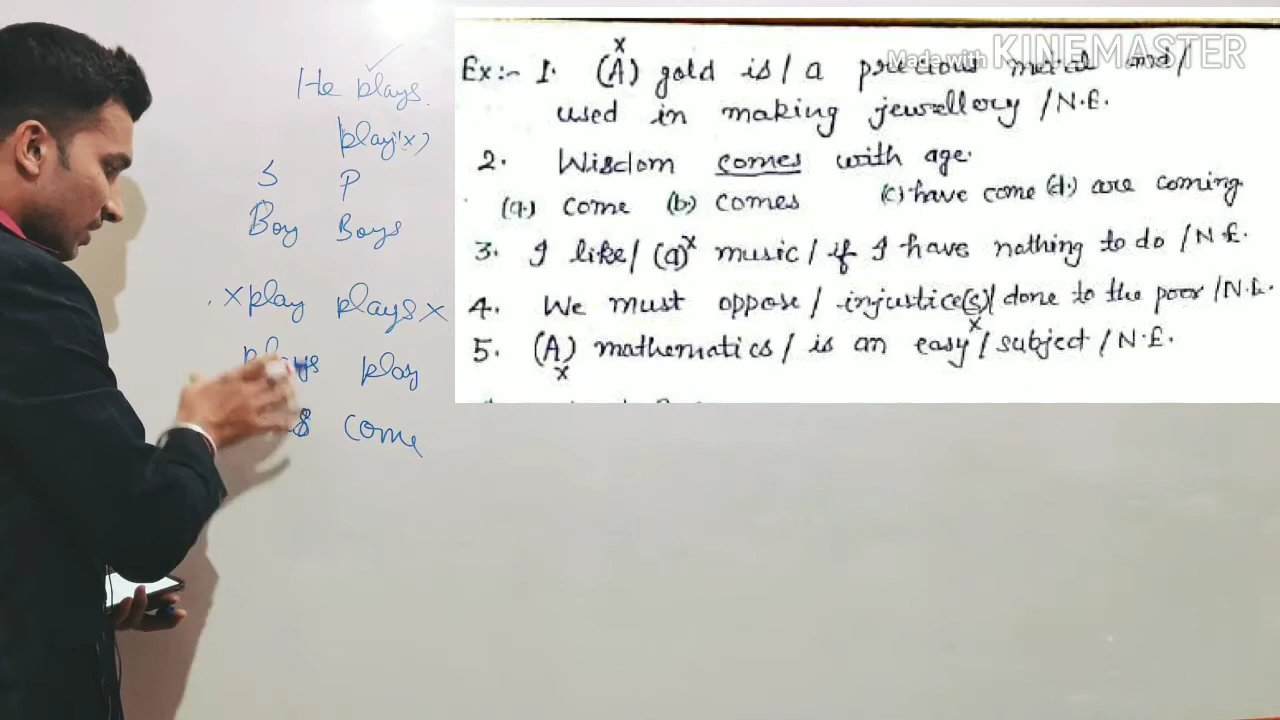 He plays.
play(x)
S P
Boy Boys
x play plays x
plays play
come
Made with KINEMASTER
x
Ex:- 1. (A) gold is / a precious metal and /
used in making jewellory / N.E.
2. Wisdom comes with age.
(a.) come (b) comes (c) have come (d.) are coming
3. I like / (a)x music / if I have nothing to do / N.E.
4. We must oppose / injustice(s) / done to the poor / N.E.
x
5. (A) mathematics / is an easy / subject / N.E.
x